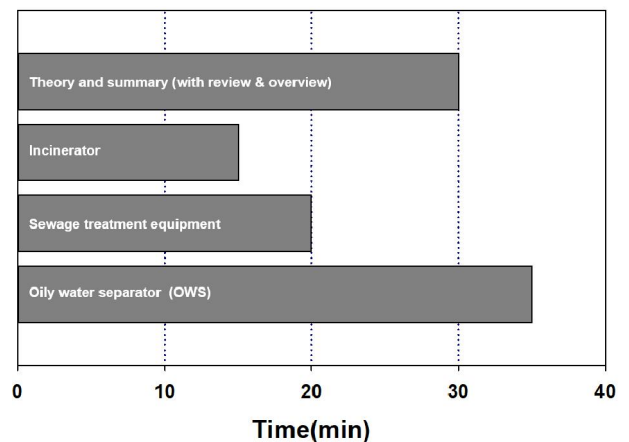 Theory and summary (with review & overview)
Incinerator
Sewage treatment equipment
Oily water separator (OWS)
0 10 20 30 40
Time(min)